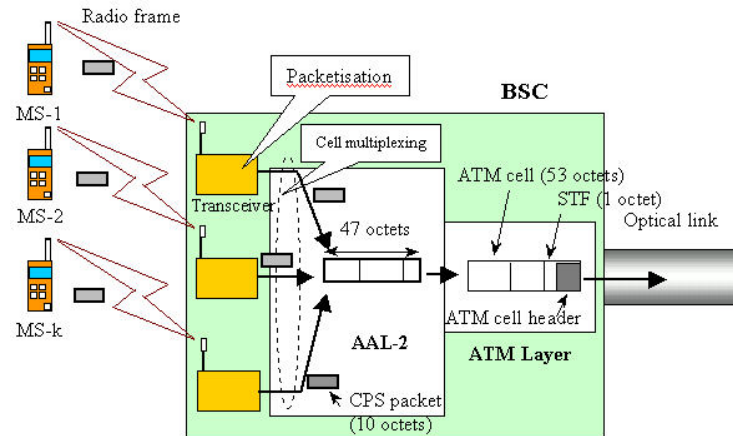 Radio frame
Packetisation
BSC
MS-1
Cell multiplexing
ATM cell (53 octets)
STF (1 octet)
Optical link
MS-2
Transceiver
47 octets
MS-k
ATM cell header
AAL-2
ATM Layer
CPS packet
(10 octets)